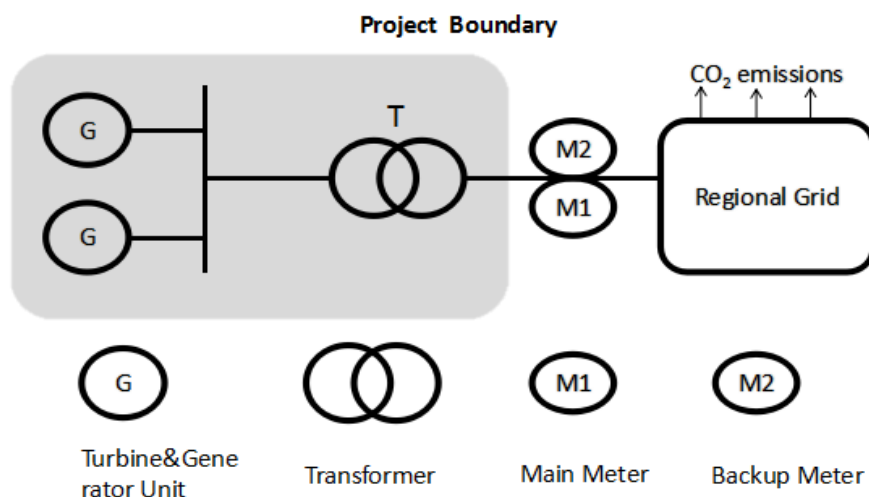 Project Boundary
CO₂ emissions
G
T
M2
M1
Regional Grid
G
G
M1
M2
Turbine&Gene
rator Unit
Transformer
Main Meter
Backup Meter